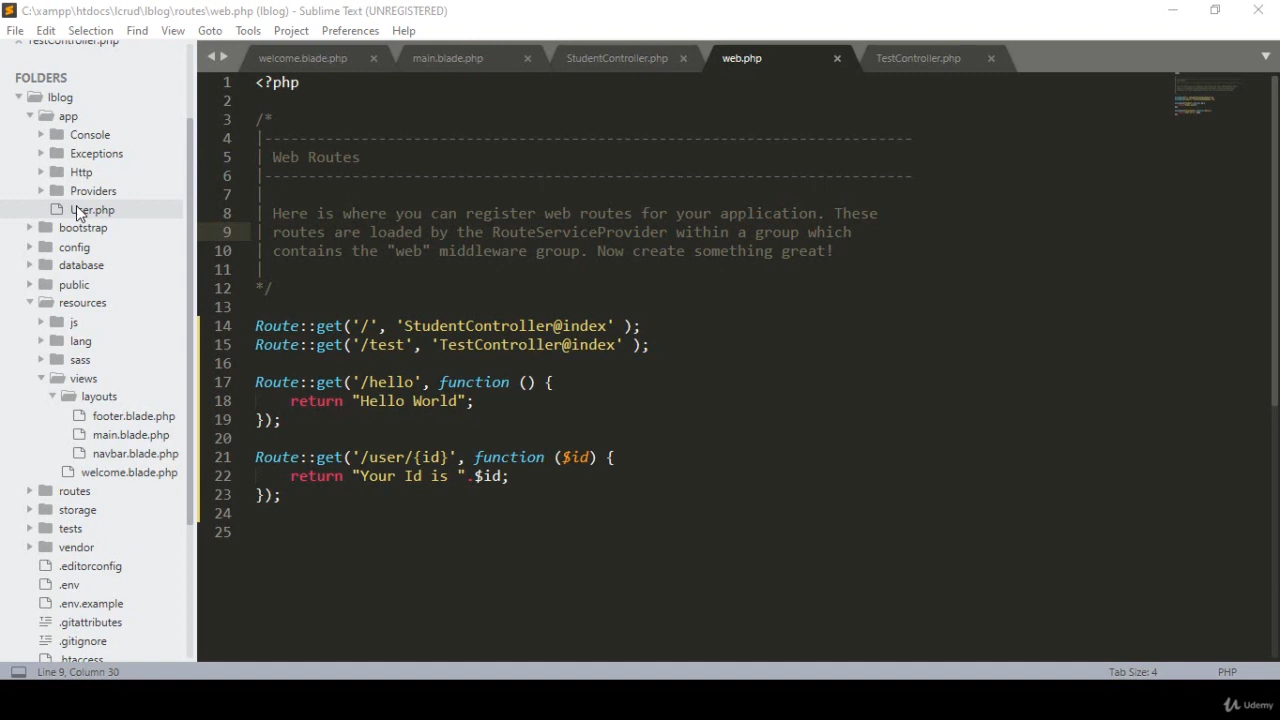 C:\xampp\htdocs\lcrud\lblog\routes\web.php (lblog) - Sublime Text (UNREGISTERED)
File Edit Selection Find View Goto Tools Project Preferences Help
TestController.php
FOLDERS
lblog
app
Console
Exceptions
Http
Providers
User.php
bootstrap
config
database
public
resources
js
lang
sass
views
layouts
footer.blade.php
main.blade.php
navbar.blade.php
welcome.blade.php
routes
storage
tests
vendor
.editorconfig
.env
.env.example
.gitattributes
.gitignore
.htaccess
welcome.blade.php main.blade.php StudentController.php web.php TestController.php
1 <?php
2
3 /*
4 |--------------------------------------------------------------------------
5 | Web Routes
6 |--------------------------------------------------------------------------
7 |
8 | Here is where you can register web routes for your application. These
9 | routes are loaded by the RouteServiceProvider within a group which
10 | contains the "web" middleware group. Now create something great!
11 |
12 */
13
14 Route::get('/', 'StudentController@index' );
15 Route::get('/test', 'TestController@index' );
16
17 Route::get('/hello', function () {
18     return "Hello World";
19 });
20
21 Route::get('/user/{id}', function ($id) {
22     return "Your Id is ".$id;
23 });
24
25
Line 9, Column 30 Tab Size: 4 PHP
Udemy